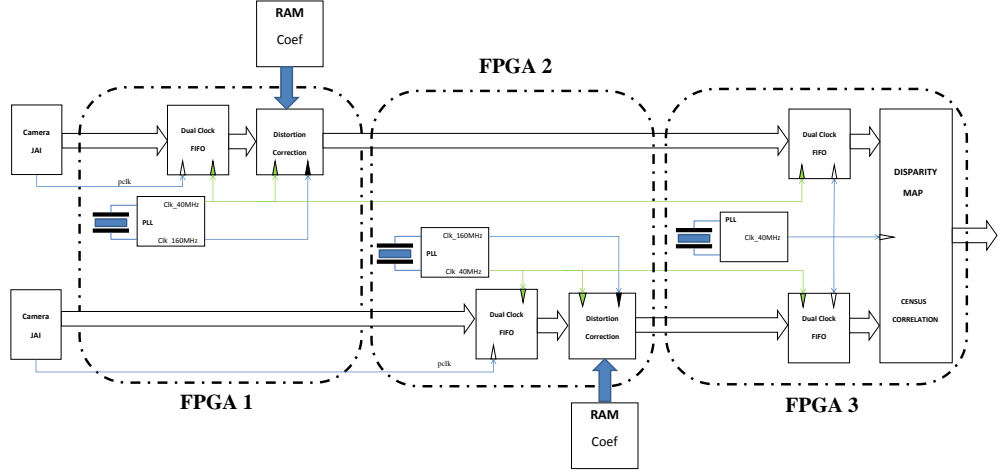 RAM
Coef
FPGA 2
Camera
JAI
Dual Clock
FIFO
Distortion
Correction
Dual Clock
FIFO
DISPARITY
MAP
pclk
Clk_40MHz
PLL
Clk_160MHz
Clk_160MHz
PLL
Clk_40MHz
PLL
Clk_40MHz
Camera
JAI
Dual Clock
FIFO
Distortion
Correction
Dual Clock
FIFO
CENSUS
CORRELATION
pclk
FPGA 1
RAM
Coef
FPGA 3